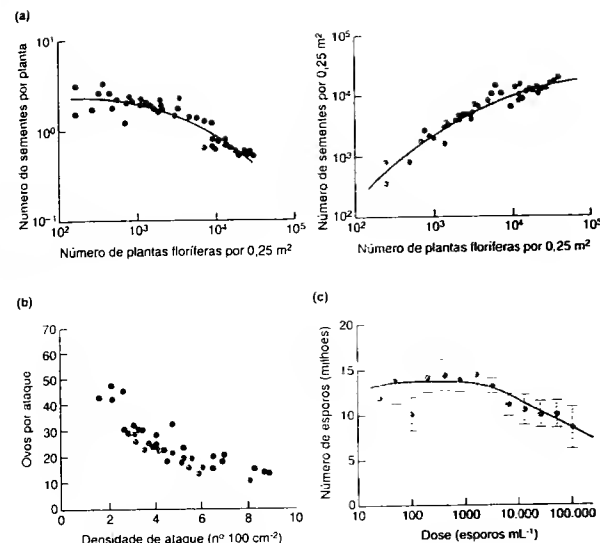 (a)
Número de sementes por planta
10¹
10⁰
10⁻¹
10² 10³ 10⁴ 10⁵
Número de plantas floríferas por 0,25 m²
Número de sementes por 0,25 m²
10⁵
10⁴
10³
10²
10² 10³ 10⁴ 10⁵
Número de plantas floríferas por 0,25 m²
(b)
Ovos por ataque
70
60
50
40
30
20
10
0
0 2 4 6 8 10
Densidade de ataque (nº 100 cm⁻²)
(c)
Número de esporos (milhoes)
20
15
10
5
0
10 100 1000 10.000 100.000
Dose (esporos mL⁻¹)